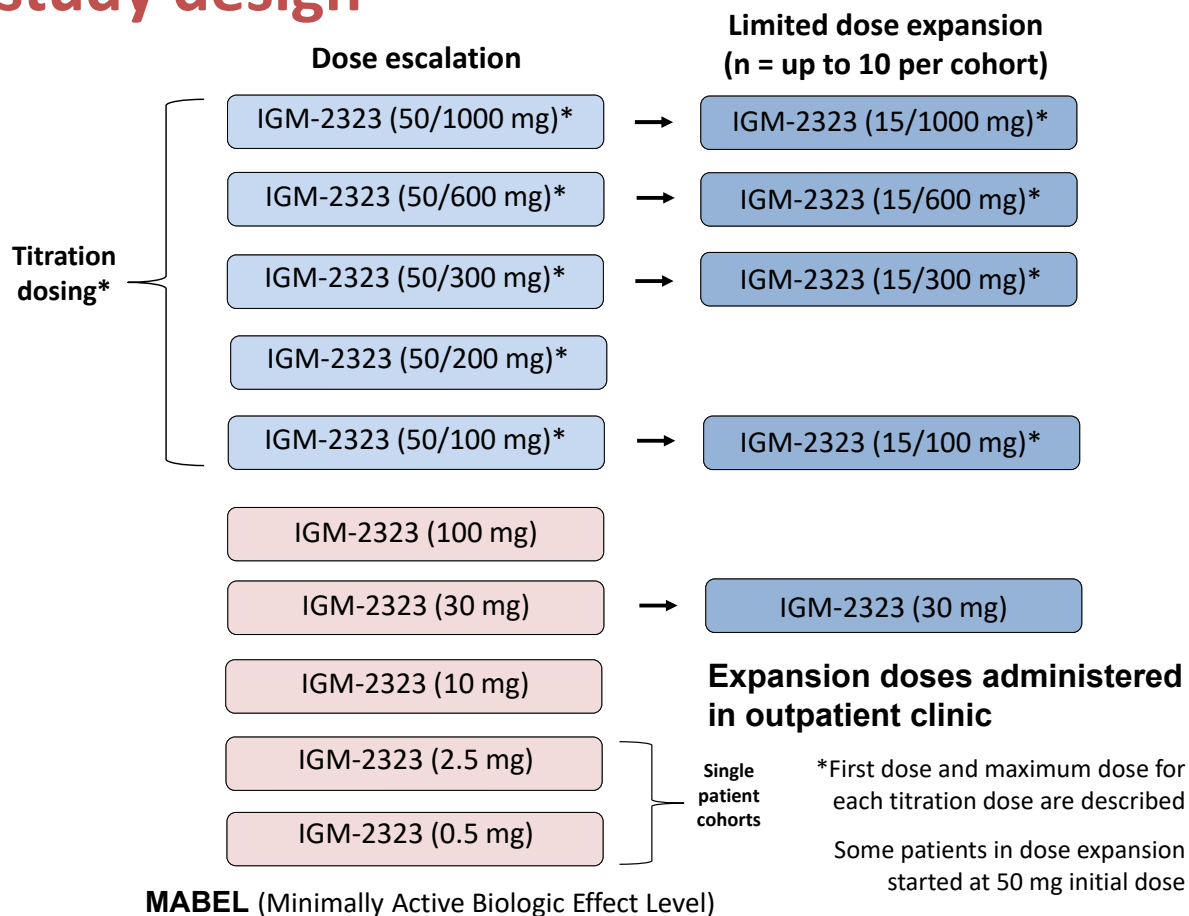 study design
Dose escalation
Limited dose expansion
(n = up to 10 per cohort)
IGM-2323 (50/1000 mg)*
IGM-2323 (15/1000 mg)*
IGM-2323 (50/600 mg)*
IGM-2323 (15/600 mg)*
Titration
dosing*
IGM-2323 (50/300 mg)*
IGM-2323 (15/300 mg)*
IGM-2323 (50/200 mg)*
IGM-2323 (50/100 mg)*
IGM-2323 (15/100 mg)*
IGM-2323 (100 mg)
IGM-2323 (30 mg)
IGM-2323 (30 mg)
IGM-2323 (10 mg)
Expansion doses administered
in outpatient clinic
IGM-2323 (2.5 mg)
IGM-2323 (0.5 mg)
Single
patient
cohorts
*First dose and maximum dose for
each titration dose are described
Some patients in dose expansion
started at 50 mg initial dose
MABEL (Minimally Active Biologic Effect Level)